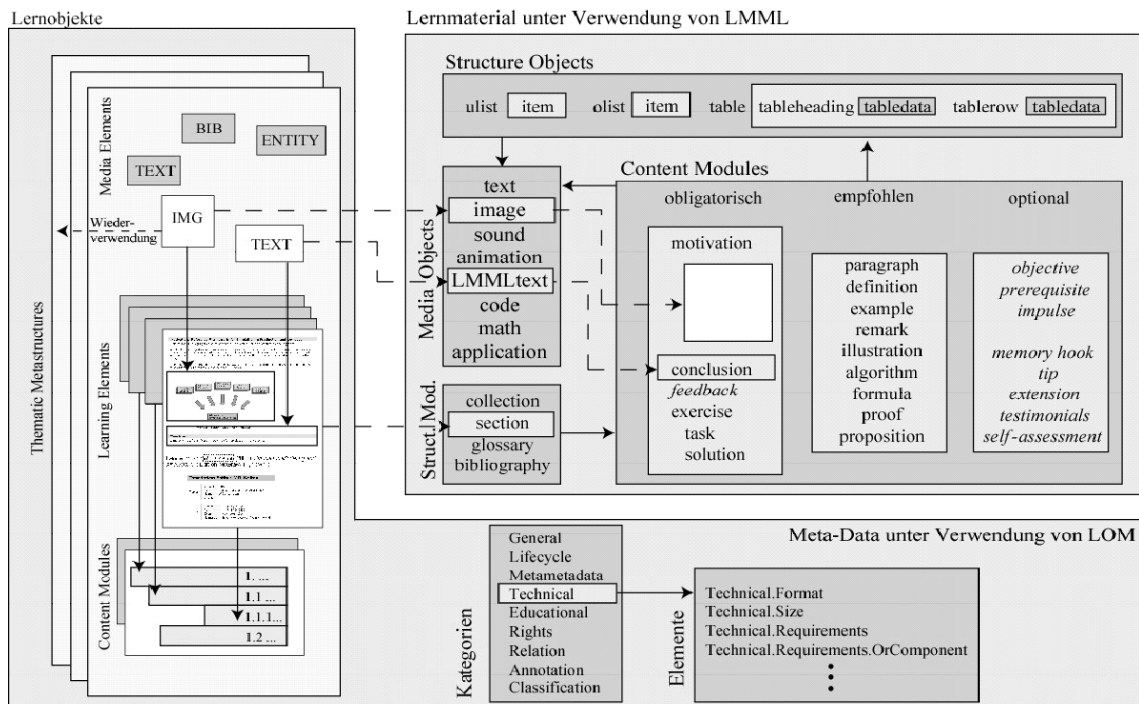 Lernobjekte
Thematic Metastructures
Media Elements
BIB
ENTITY
TEXT
IMG
Wieder-
verwendung
TEXT
Learning Elements
Content Modules
1. ...
1.1 ...
1.1.1...
1.2 ...
Lernmaterial unter Verwendung von LMML
Structure Objects
ulist item olist item table tableheading tabledata tablerow tabledata
Media Objects
text
image
sound
animation
LMMLtext
code
math
application
Struct. Mod.
collection
section
glossary
bibliography
Content Modules
obligatorisch empfohlen optional
motivation
conclusion
feedback
exercise
task
solution
paragraph
definition
example
remark
illustration
algorithm
formula
proof
proposition
objective
prerequisite
impulse
memory hook
tip
extension
testimonials
self-assessment
Meta-Data unter Verwendung von LOM
Kategorien
General
Lifecycle
Metametadata
Technical
Educational
Rights
Relation
Annotation
Classification
Elemente
Technical.Format
Technical.Size
Technical.Requirements
Technical.Requirements.OrComponent